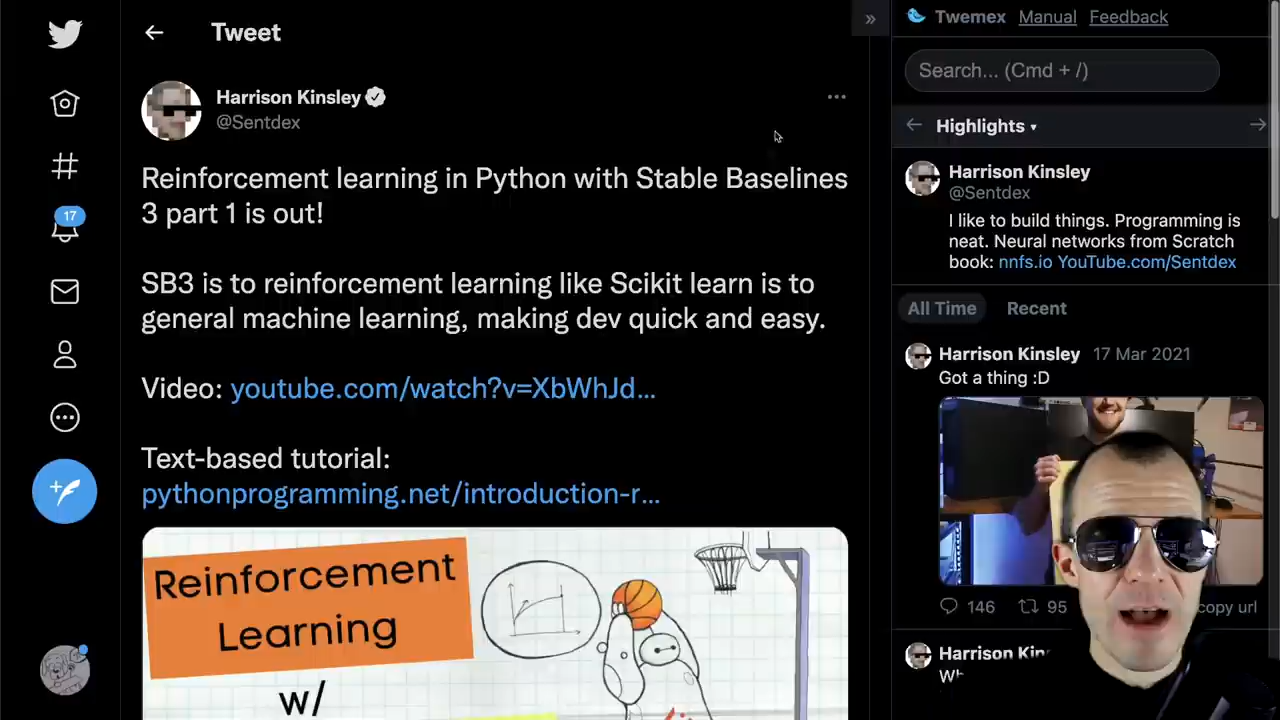 Tweet
Harrison Kinsley
@Sentdex
Reinforcement learning in Python with Stable Baselines
3 part 1 is out!
SB3 is to reinforcement learning like Scikit learn is to
general machine learning, making dev quick and easy.
Video: youtube.com/watch?v=XbWhJd…
Text-based tutorial:
pythonprogramming.net/introduction-r…
Reinforcement
Learning
w/
17
»
Twemex Manual Feedback
Search... (Cmd + /)
Highlights
Harrison Kinsley
@Sentdex
I like to build things. Programming is
neat. Neural networks from Scratch
book: nnfs.io YouTube.com/Sentdex
All Time Recent
Harrison Kinsley 17 Mar 2021
Got a thing :D
146 95 copy url
Harrison